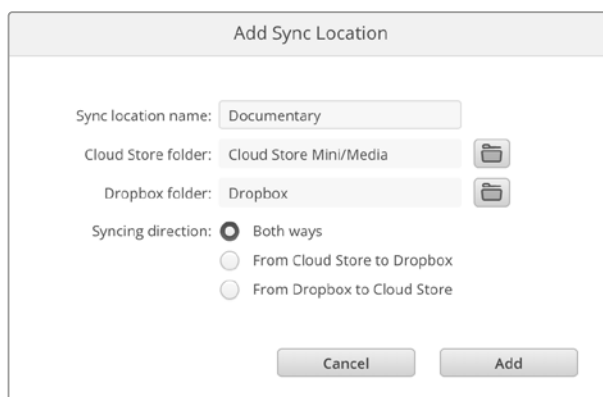 Add Sync Location
Sync location name: Documentary
Cloud Store folder: Cloud Store Mini/Media
Dropbox folder: Dropbox
Syncing direction: Both ways
From Cloud Store to Dropbox
From Dropbox to Cloud Store
Cancel Add